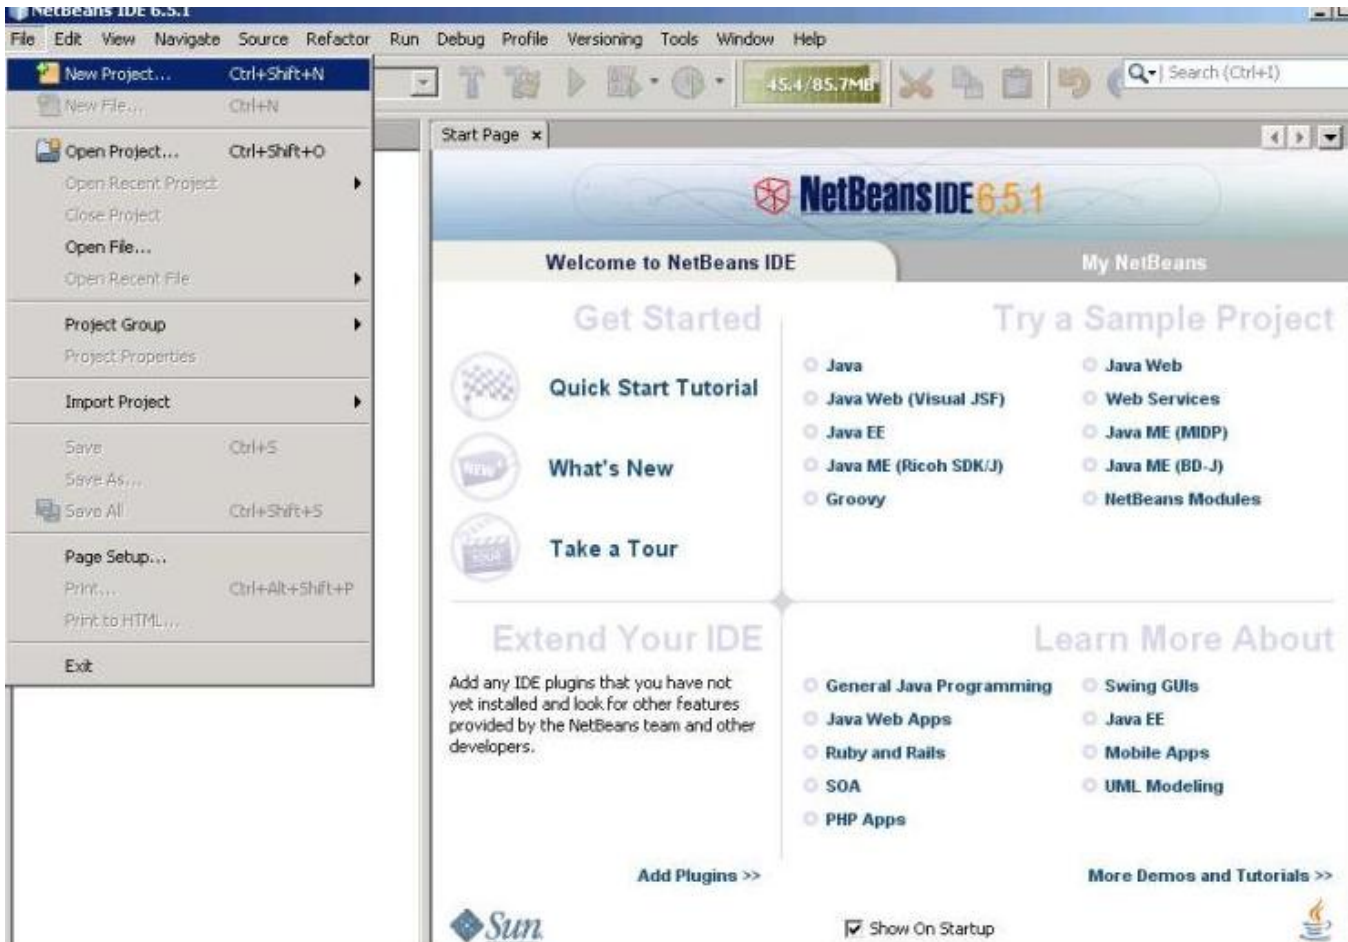 NetBeans IDE 6.5.1
File Edit View Navigate Source Refactor Run Debug Profile Versioning Tools Window Help
New Project... Ctrl+Shift+N
New File... Ctrl+N
Open Project... Ctrl+Shift+O
Open Recent Project
Close Project
Open File...
Open Recent File
Project Group
Project Properties
Import Project
Save Ctrl+S
Save As...
Save All Ctrl+Shift+S
Page Setup...
Print... Ctrl+Alt+Shift+P
Print to HTML...
Exit
45.4/85.7MB
Search (Ctrl+I)
Start Page
NetBeans IDE 6.5.1
Welcome to NetBeans IDE
My NetBeans
Get Started
Quick Start Tutorial
NEW
What's New
TOUR
Take a Tour
Try a Sample Project
Java
Java Web (Visual JSF)
Java EE
Java ME (Ricoh SDK/J)
Groovy
Java Web
Web Services
Java ME (MIDP)
Java ME (BD-J)
NetBeans Modules
Extend Your IDE
Add any IDE plugins that you have not
yet installed and look for other features
provided by the NetBeans team and other
developers.
Add Plugins >>
Learn More About
General Java Programming
Java Web Apps
Ruby and Rails
SOA
PHP Apps
Swing GUIs
Java EE
Mobile Apps
UML Modeling
More Demos and Tutorials >>
Sun
Show On Startup